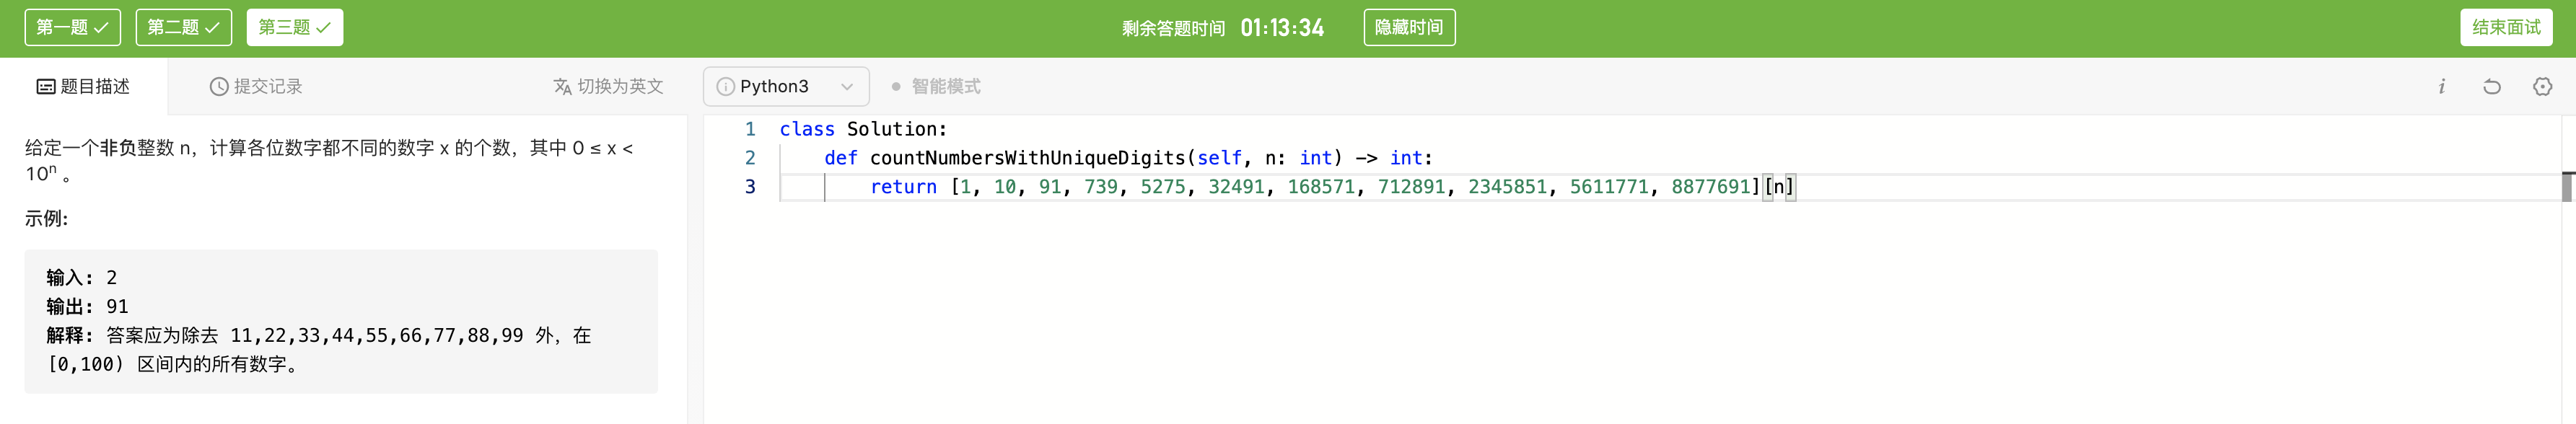 第一题 ✓ 第二题 ✓ 第三题 ✓ 剩余答题时间 01:13:34 隐藏时间 结束面试
题目描述 提交记录 切换为英文 Python3 智能模式
给定一个非负整数 n，计算各位数字都不同的数字 x 的个数，其中 0 ≤ x <
10ⁿ 。
示例:
输入: 2
输出: 91
解释: 答案应为除去 11,22,33,44,55,66,77,88,99 外，在
[0,100) 区间内的所有数字。
1 class Solution:
2     def countNumbersWithUniqueDigits(self, n: int) -> int:
3         return [1, 10, 91, 739, 5275, 32491, 168571, 712891, 2345851, 5611771, 8877691][n]